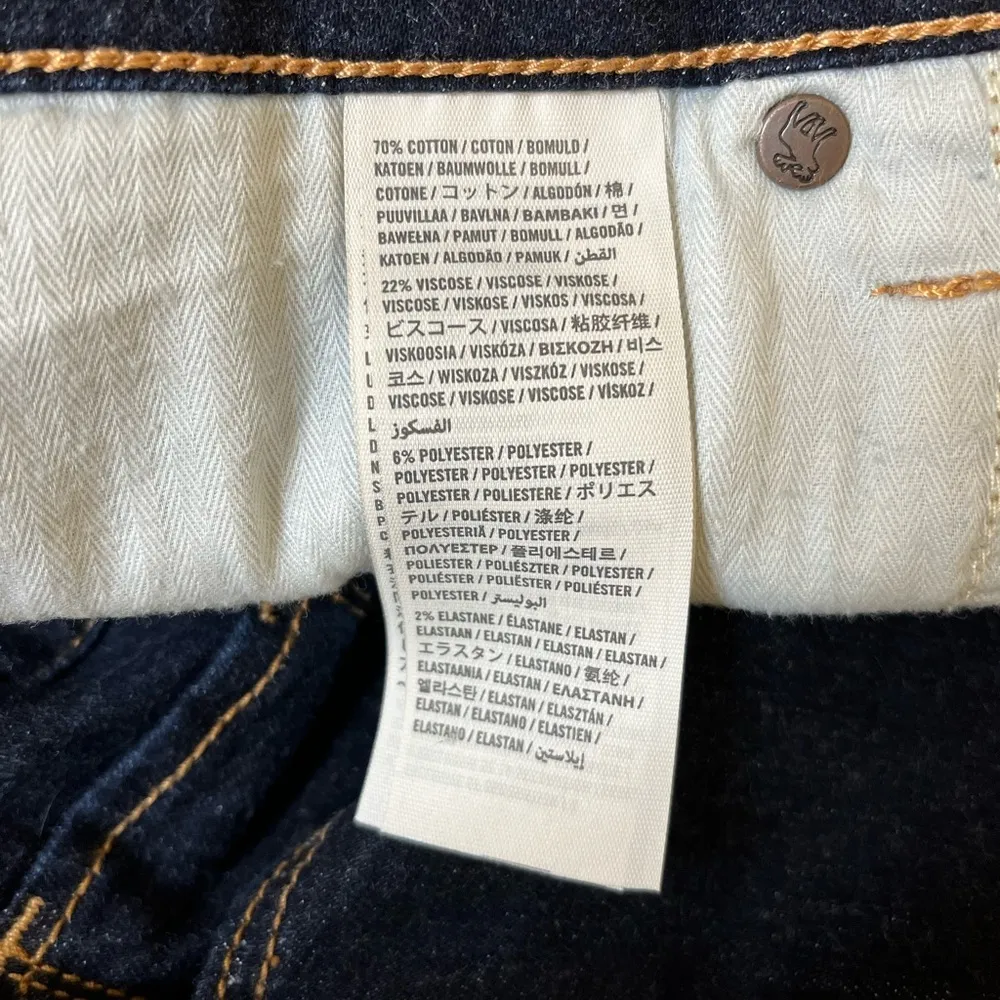 70% COTTON / COTON / BOMULD /
KATOEN / BAUMWOLLE / BOMULL /
COTONE / コットン / ALGODÓN / 棉 /
PUUVILLAA / BAVLNA / BAMBAKI / 면 /
BAWEŁNA / PAMUT / BOMULL / ALGODÃO /
KATOEN / ALGODÃO / PAMUK / القطن
22% VISCOSE / VISCOSE / VISKOSE /
VISCOSE / VISKOSE / VISKOS / VISCOSA /
ビスコース / VISCOSA / 粘胶纤维 /
VISKOOSIA / VISKÓZA / ΒΙΣΚΟΖΗ / 비스
코스 / WISKOZA / VISZKÓZ / VISKOSE /
VISCOSE / VISKOSE / VISCOSE / VİSKOZ /
الفسكوز
6% POLYESTER / POLYESTER /
POLYESTER / POLYESTER / POLYESTER /
POLYESTER / POLIESTERE / ポリエス
テル / POLIÉSTER / 涤纶 /
POLYESTERIÄ / POLYESTER /
ΠΟΛΥΕΣΤΕΡ / 폴리에스테르 /
POLIESTER / POLIÉSZTER / POLYESTER /
POLIÉSTER / POLIÉSTER / POLIÉSTER /
POLYESTER / البوليستر
2% ELASTANE / ÉLASTANE / ELASTAN /
ELASTAAN / ELASTAN / ELASTAN / ELASTAN /
エラスタン / ELASTANO / 氨纶 /
ELASTAANIA / ELASTAN / ΕΛΑΣΤΑΝΗ /
엘라스탄 / ELASTAN / ELASZTÁN /
ELASTAN / ELASTANO / ELASTIEN /
ELASTANO / ELASTAN / إيلاستين